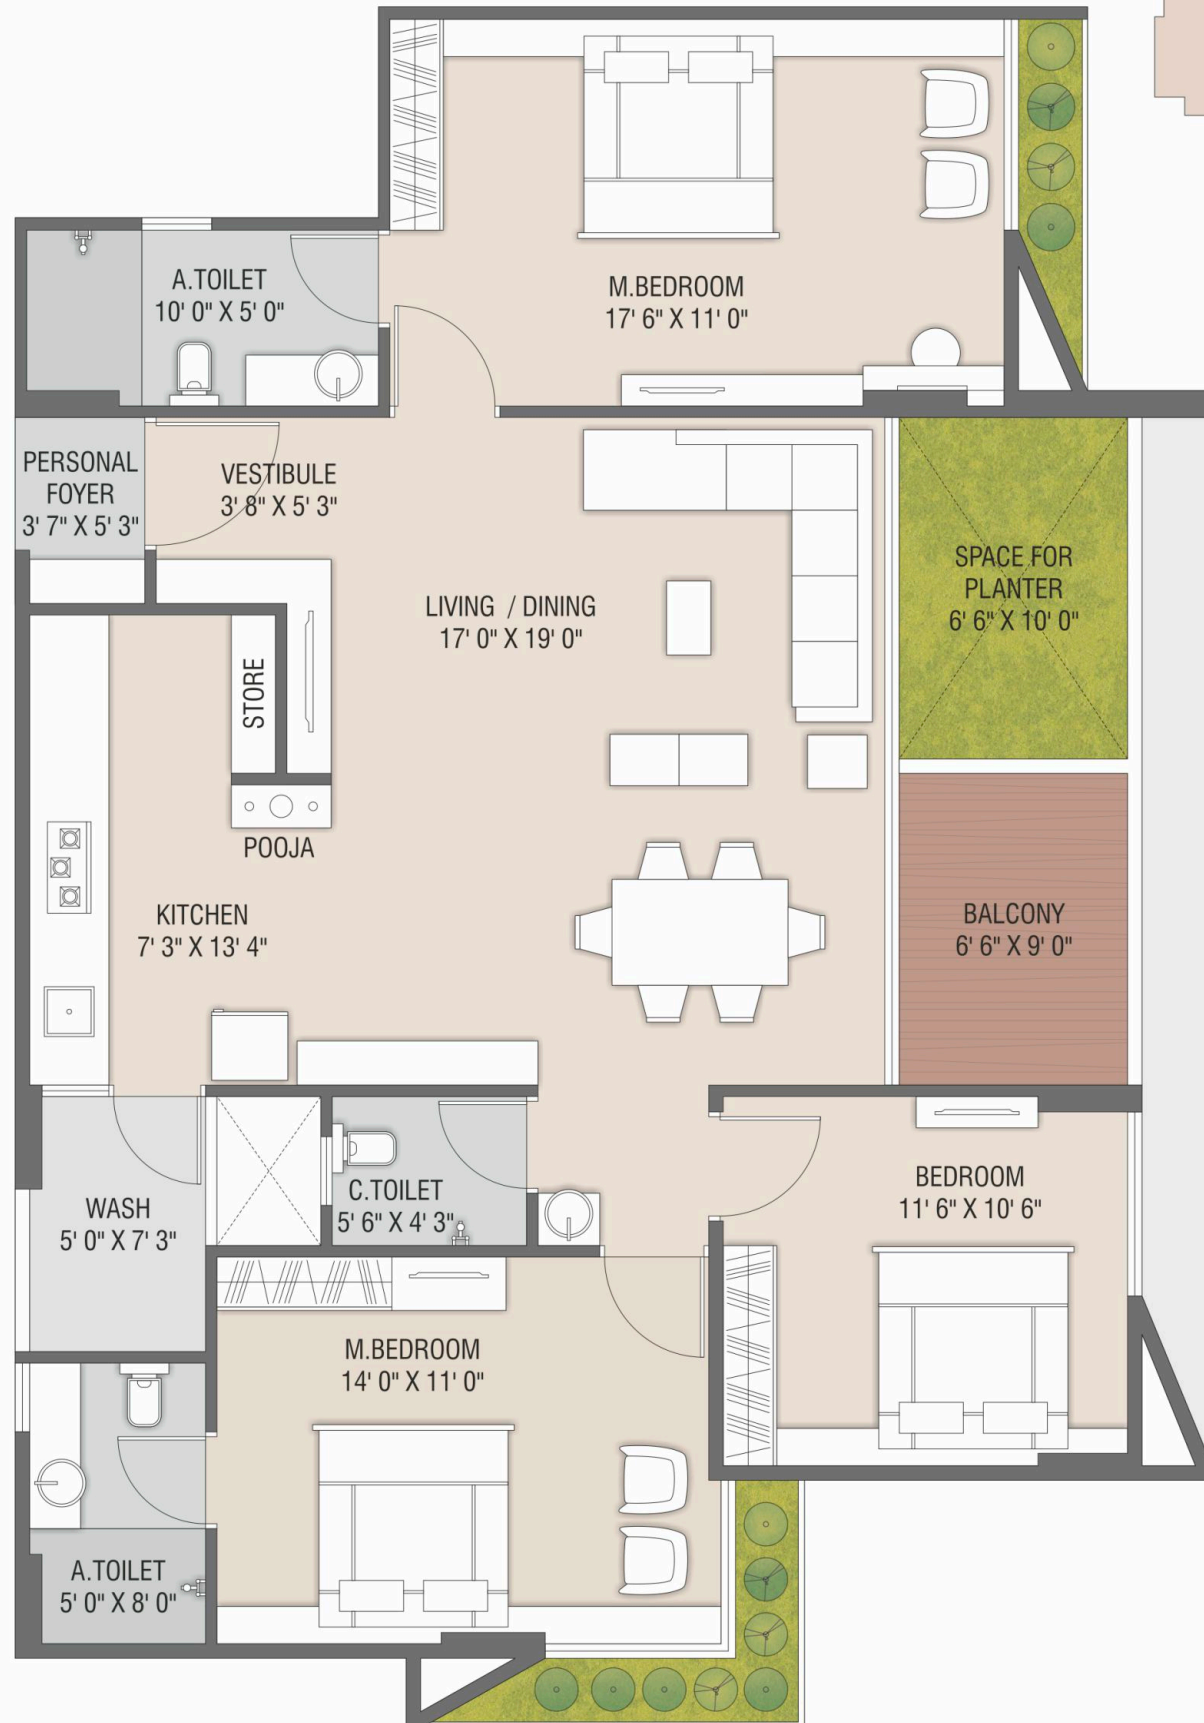 A.TOILET
10' 0" X 5' 0"
M.BEDROOM
17' 6" X 11' 0"
PERSONAL
FOYER
3' 7" X 5' 3"
VESTIBULE
3' 8" X 5' 3"
LIVING / DINING
17' 0" X 19' 0"
SPACE FOR
PLANTER
6' 6" X 10' 0"
STORE
POOJA
KITCHEN
7' 3" X 13' 4"
BALCONY
6' 6" X 9' 0"
WASH
5' 0" X 7' 3"
C.TOILET
5' 6" X 4' 3"
BEDROOM
11' 6" X 10' 6"
M.BEDROOM
14' 0" X 11' 0"
A.TOILET
5' 0" X 8' 0"